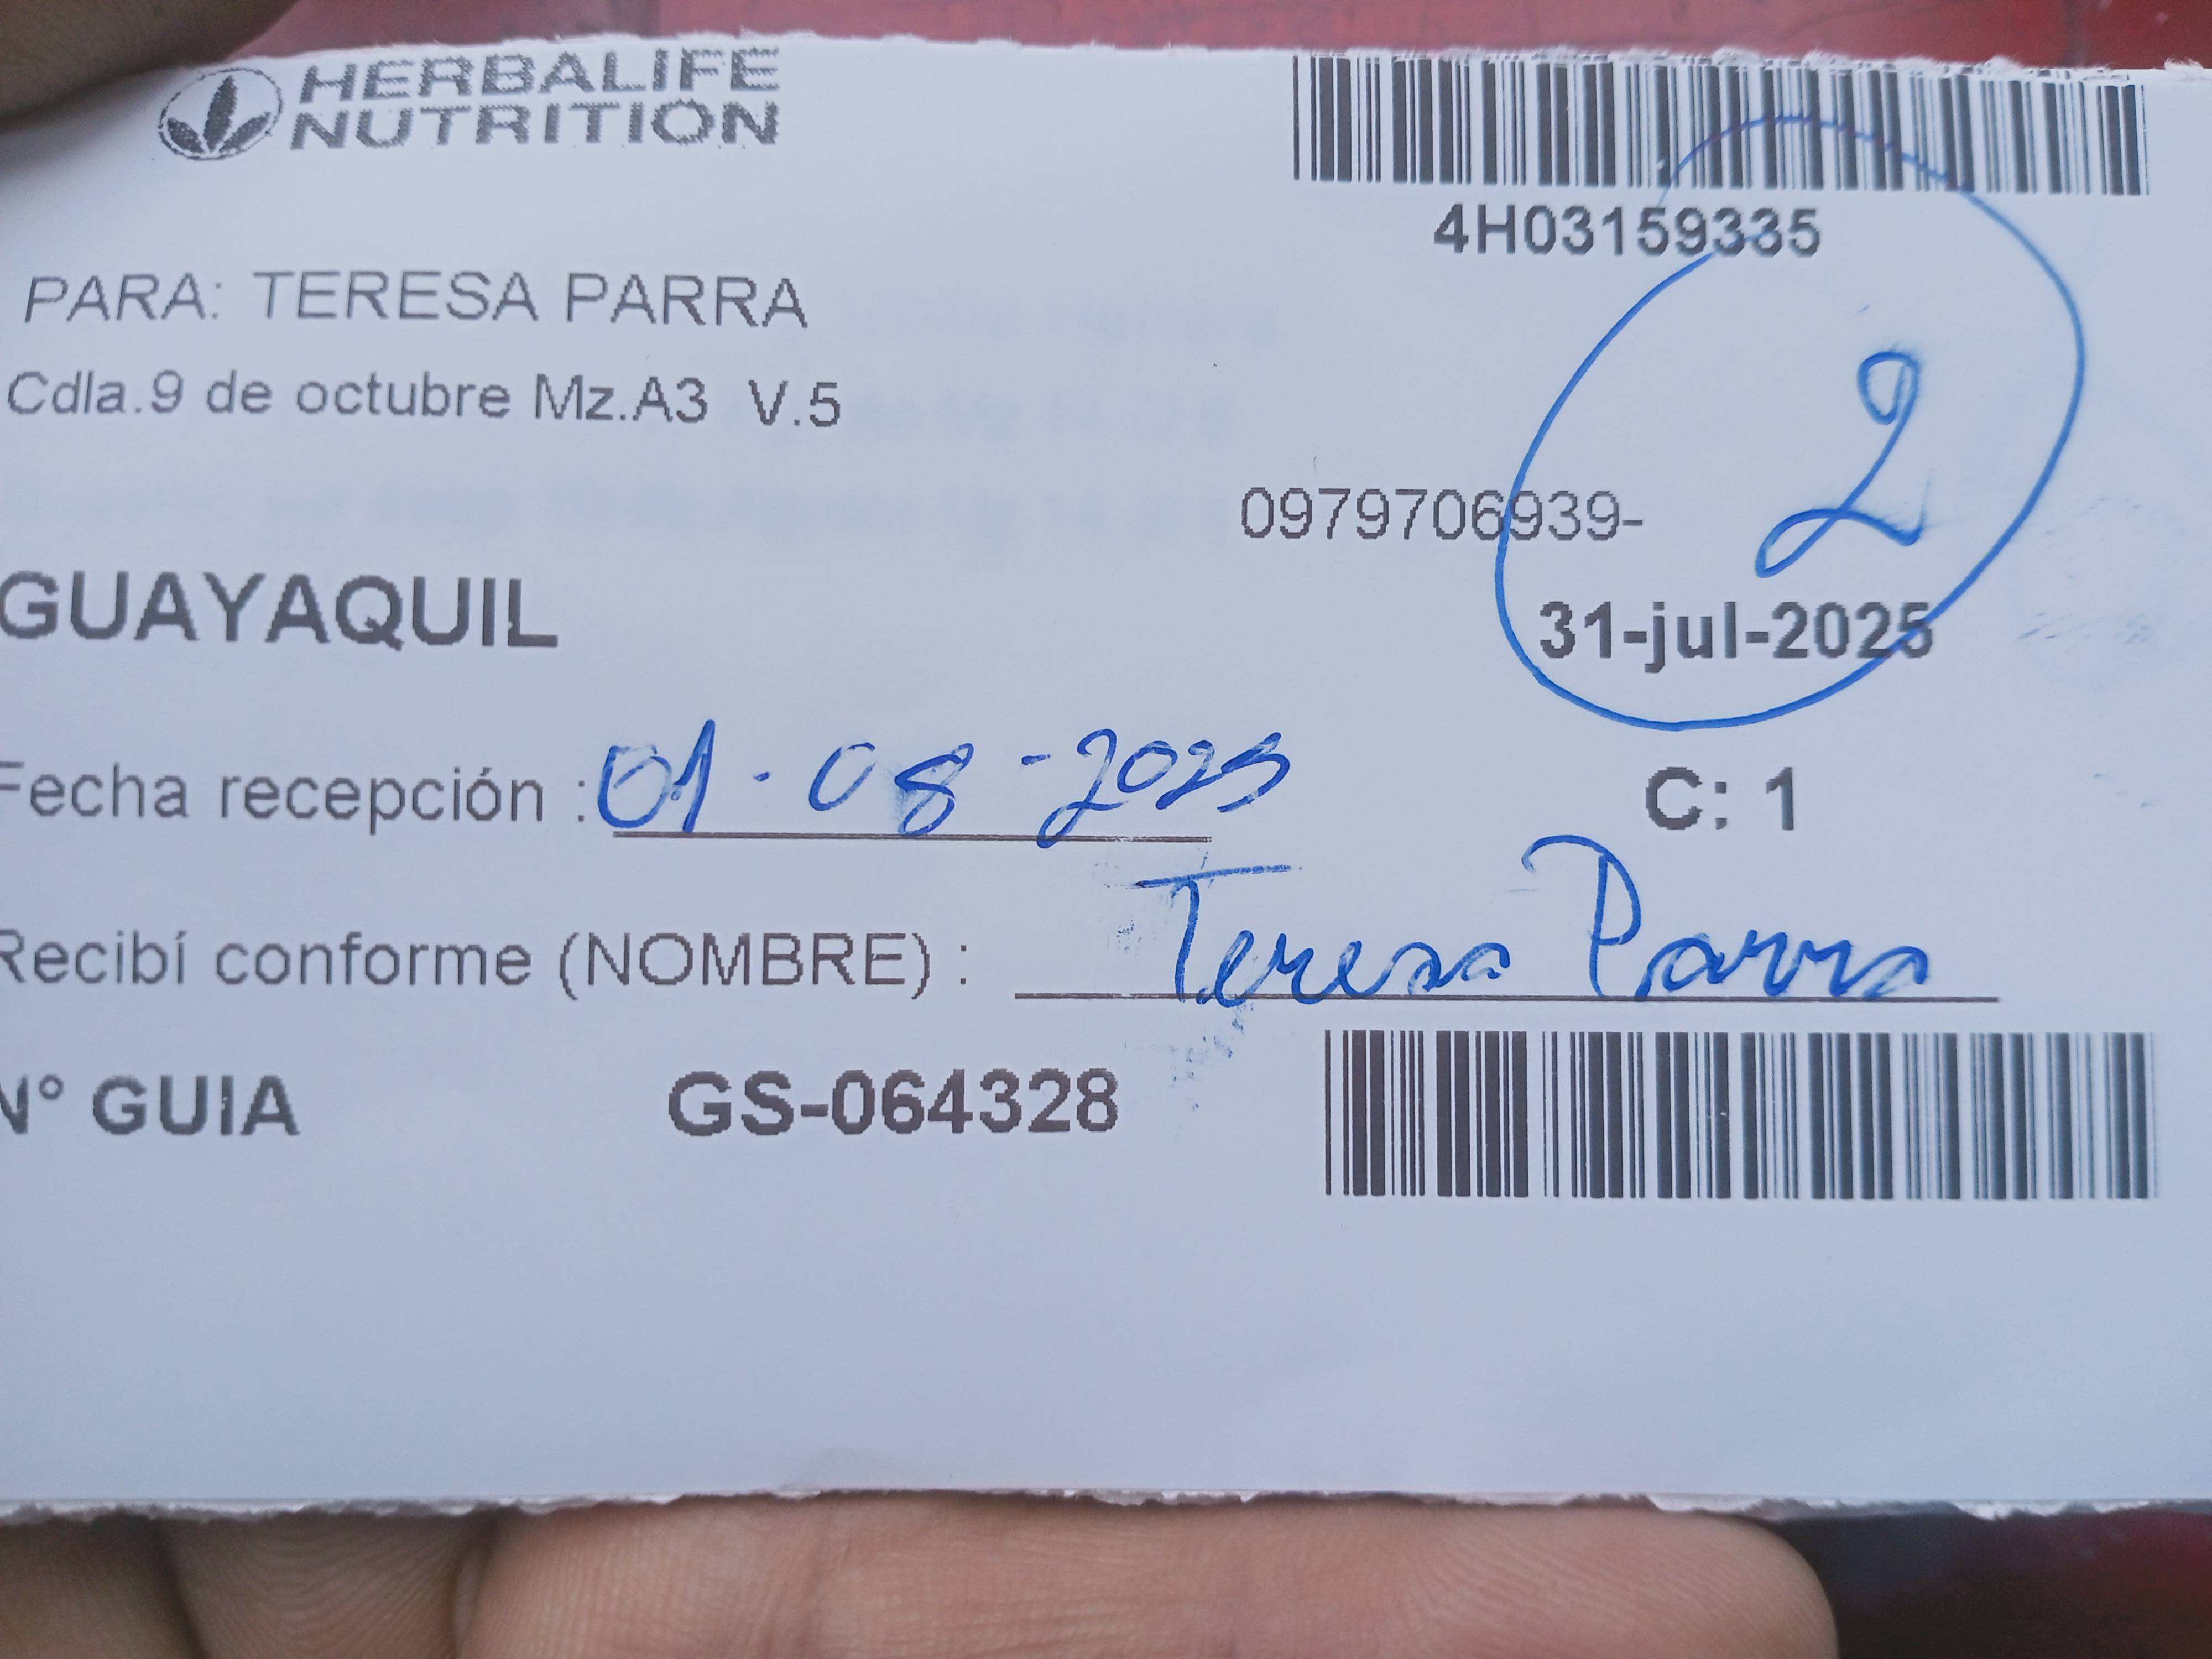 HERBALIFE
NUTRITION
4H03159335
PARA: TERESA PARRA
Cdla.9 de octubre Mz.A3 V.5
2
0979706939-
GUAYAQUIL
31-jul-2025
Fecha recepción : 01-08-2025
C: 1
Recibí conforme (NOMBRE) : Teresa Parra
N° GUIA GS-064328